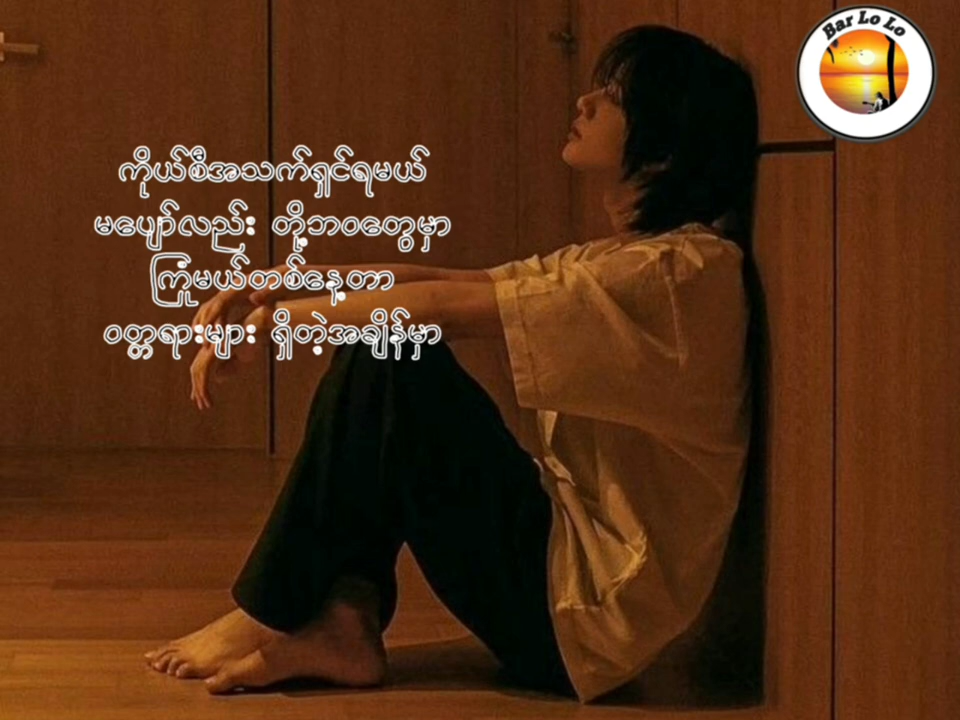 Bar Lo Lo
ကိုယ်စီအသက်ရှင်ရမယ်
မပျော်လည်း တို့ဘဝတွေမှာ
ကြုံမယ်တစ်နေ့တာ
ဝတ္တရားများ ရှိတဲ့အချိန်မှာ